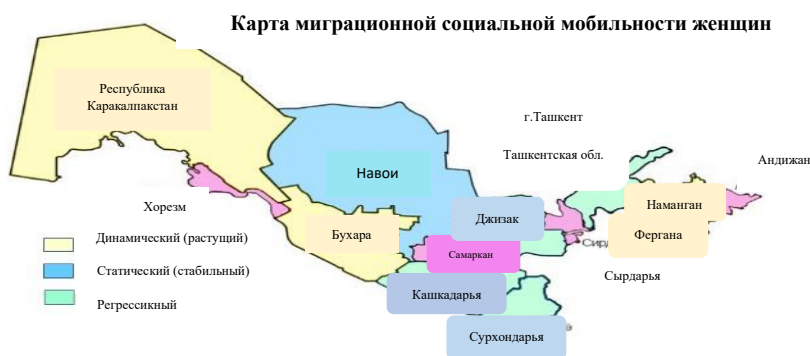 Карта миграционной социальной мобильности женщин
Республика
Каракалпакстан
г.Ташкент
Ташкентская обл.
Андижан
Навои
Хорезм
Наманган
Джизак
Бухара
Фергана
Динамический (растущий)
Самаркан
Статический (стабильный)
Сырдарья
Кашкадарья
Регрессикный
Сурхондарья